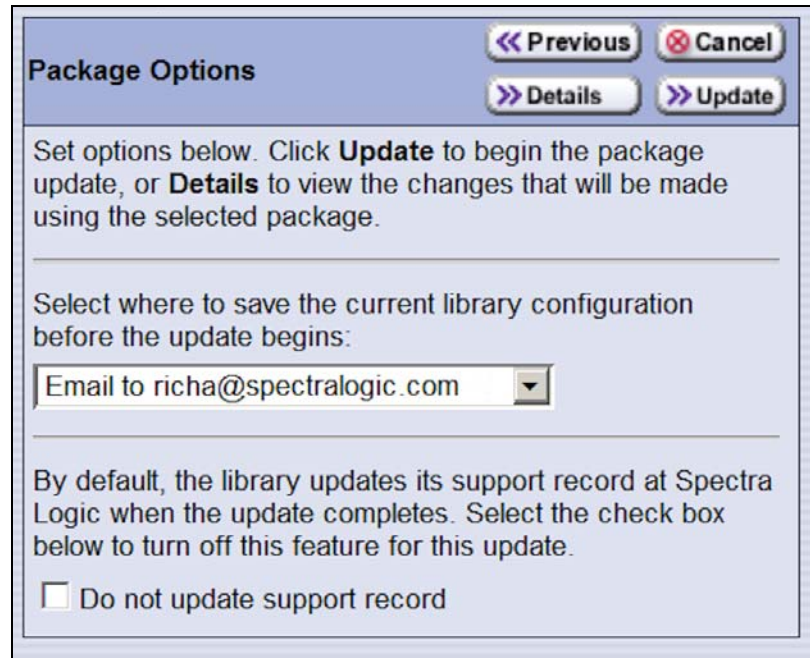 Package Options
Previous
Cancel
Details
Update
Set options below. Click Update to begin the package
update, or Details to view the changes that will be made
using the selected package.
Select where to save the current library configuration
before the update begins:
Email to richa@spectralogic.com
By default, the library updates its support record at Spectra
Logic when the update completes. Select the check box
below to turn off this feature for this update.
Do not update support record